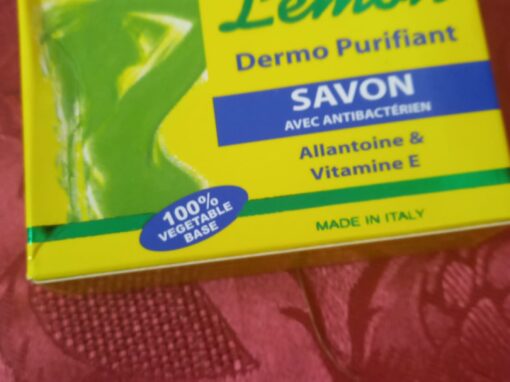 Lemon
Dermo Purifiant
SAVON
AVEC ANTIBACTÉRIEN
Allantoine &
Vitamine E
100%
VEGETABLE
BASE
MADE IN ITALY